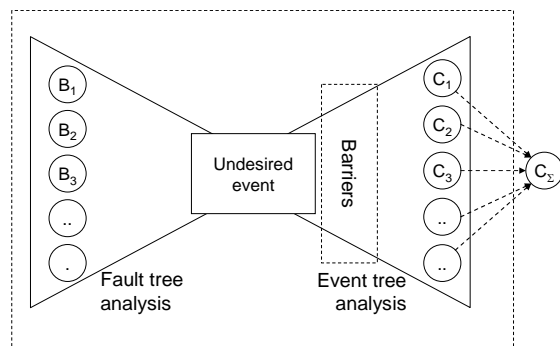 B1
B2
B3
..
.
Undesired
event
Barriers
C1
C2
C3
..
..
CΣ
Fault tree
analysis
Event tree
analysis